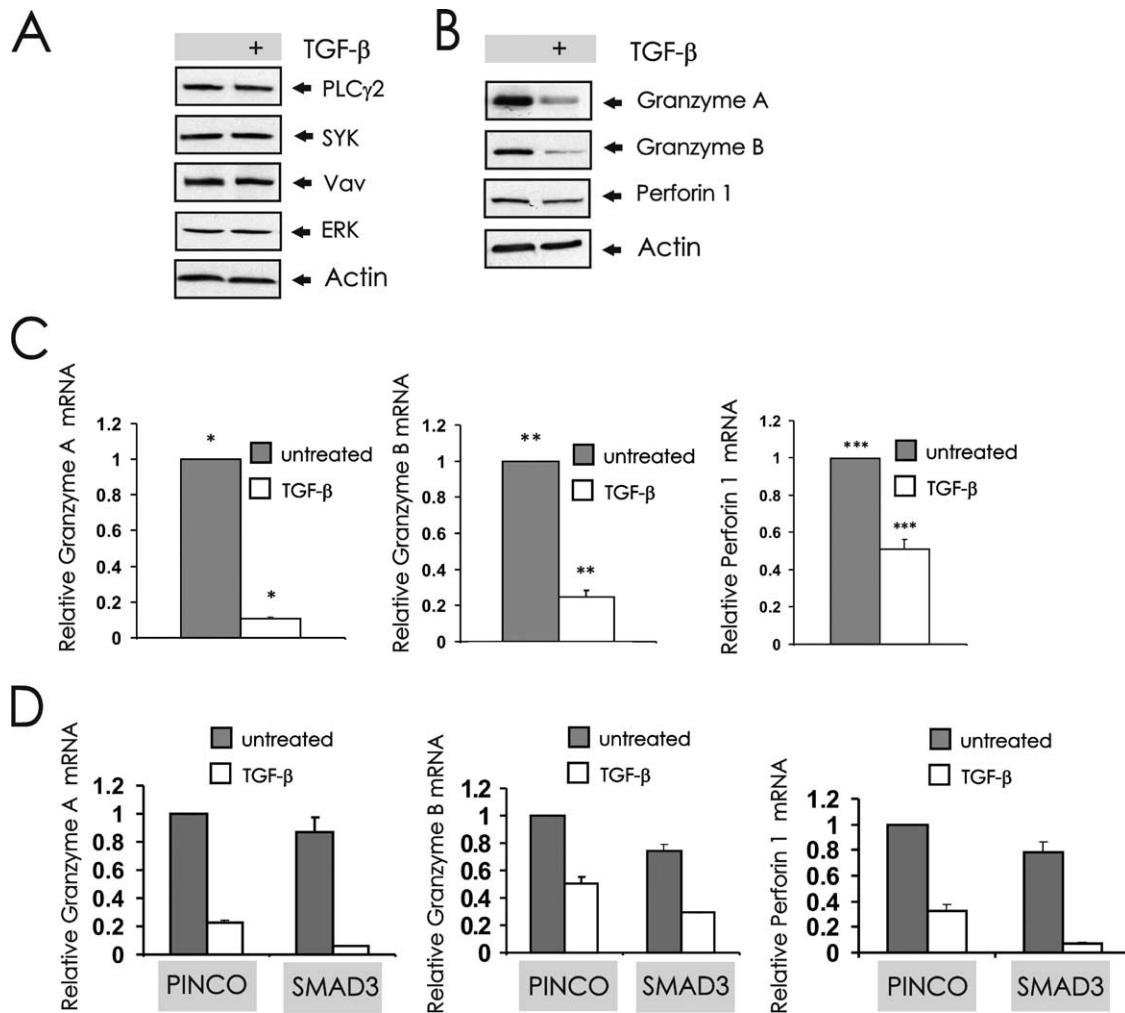 A
+ TGF-β
PLCγ2
SYK
Vav
ERK
Actin
B
+ TGF-β
Granzyme A
Granzyme B
Perforin 1
Actin
C
Relative Granzyme A mRNA
1.2
1
0.8
0.6
0.4
0.2
0
*
*
untreated
TGF-β
Relative Granzyme B mRNA
1.2
1
0.8
0.6
0.4
0.2
0
**
**
untreated
TGF-β
Relative Perforin 1 mRNA
1.2
1
0.8
0.6
0.4
0.2
0
***
***
untreated
TGF-β
D
Relative Granzyme A mRNA
untreated
TGF-β
1.2
1
0.8
0.6
0.4
0.2
0
PINCO SMAD3
Relative Granzyme B mRNA
untreated
TGF-β
1.2
1
0.8
0.6
0.4
0.2
0
PINCO SMAD3
Relative Perforin 1 mRNA
untreated
TGF-β
1.2
1
0.8
0.6
0.4
0.2
0
PINCO SMAD3